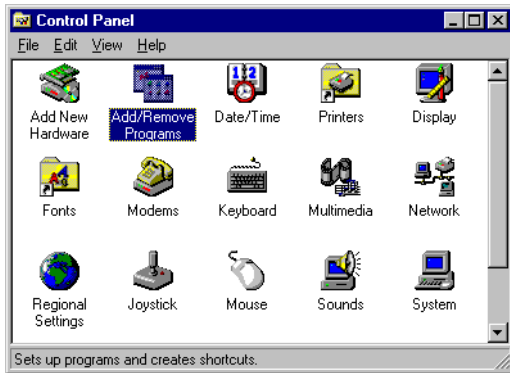 Control Panel
File Edit View Help
Add New
Hardware
Add/Remove
Programs
Date/Time
Printers
Display
Fonts
Modems
Keyboard
Multimedia
Network
Regional
Settings
Joystick
Mouse
Sounds
System
Sets up programs and creates shortcuts.